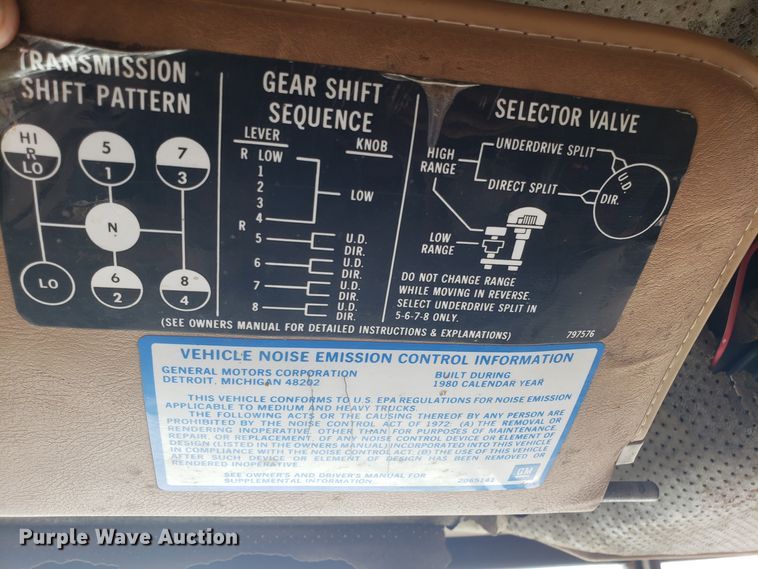 TRANSMISSION
SHIFT PATTERN
HI
R
LO
5
1
7
3
N
LO
6
2
8
4
GEAR SHIFT
SEQUENCE
LEVER
KNOB
R LOW
1
2
3
4
LOW
R
5
U.D.
DIR.
6
U.D.
DIR.
7
U.D.
DIR.
8
U.D.
DIR.
SELECTOR VALVE
HIGH
RANGE
UNDERDRIVE SPLIT
DIRECT SPLIT
U.D.
DIR.
LOW
RANGE
DO NOT CHANGE RANGE
WHILE MOVING IN REVERSE.
SELECT UNDERDRIVE SPLIT IN
5-6-7-8 ONLY.
(SEE OWNERS MANUAL FOR DETAILED INSTRUCTIONS & EXPLANATIONS)
797576
VEHICLE NOISE EMISSION CONTROL INFORMATION
GENERAL MOTORS CORPORATION
DETROIT, MICHIGAN 48202
BUILT DURING
1980 CALENDAR YEAR
THIS VEHICLE CONFORMS TO U.S. EPA REGULATIONS FOR NOISE EMISSION
APPLICABLE TO MEDIUM AND HEAVY TRUCKS.
THE FOLLOWING ACTS OR THE CAUSING THEREOF BY ANY PERSON ARE
PROHIBITED BY THE NOISE CONTROL ACT OF 1972: (A) THE REMOVAL OR
RENDERING INOPERATIVE, OTHER THAN FOR PURPOSES OF MAINTENANCE,
REPAIR, OR REPLACEMENT, OF ANY NOISE CONTROL DEVICE OR ELEMENT OF
DESIGN (LISTED IN THE OWNERS MANUAL) INCORPORATED INTO THIS VEHICLE
IN COMPLIANCE WITH THE NOISE CONTROL ACT; (B) THE USE OF THIS VEHICLE
AFTER SUCH DEVICE OR ELEMENT OF DESIGN HAS BEEN REMOVED OR
RENDERED INOPERATIVE.
SEE OWNERS AND DRIVERS MANUAL FOR
SUPPLEMENTAL INFORMATION.
2065141
GM
Purple Wave Auction